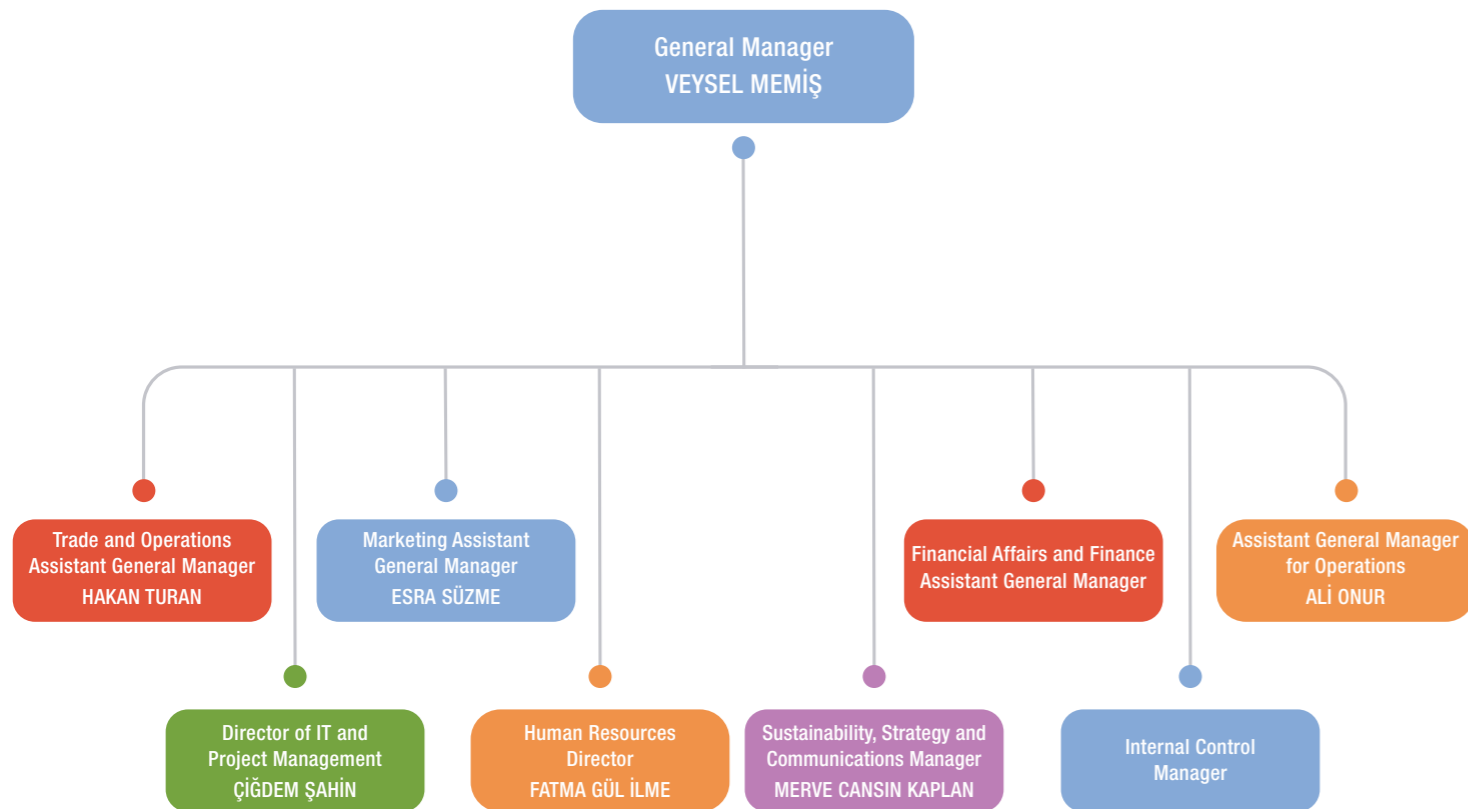 General Manager
VEYSEL MEMİŞ
Trade and Operations
Assistant General Manager
HAKAN TURAN
Marketing Assistant
General Manager
ESRA SÜZME
Financial Affairs and Finance
Assistant General Manager
Assistant General Manager
for Operations
ALİ ONUR
Director of IT and
Project Management
ÇİĞDEM ŞAHİN
Human Resources
Director
FATMA GÜL İLME
Sustainability, Strategy and
Communications Manager
MERVE CANSIN KAPLAN
Internal Control
Manager